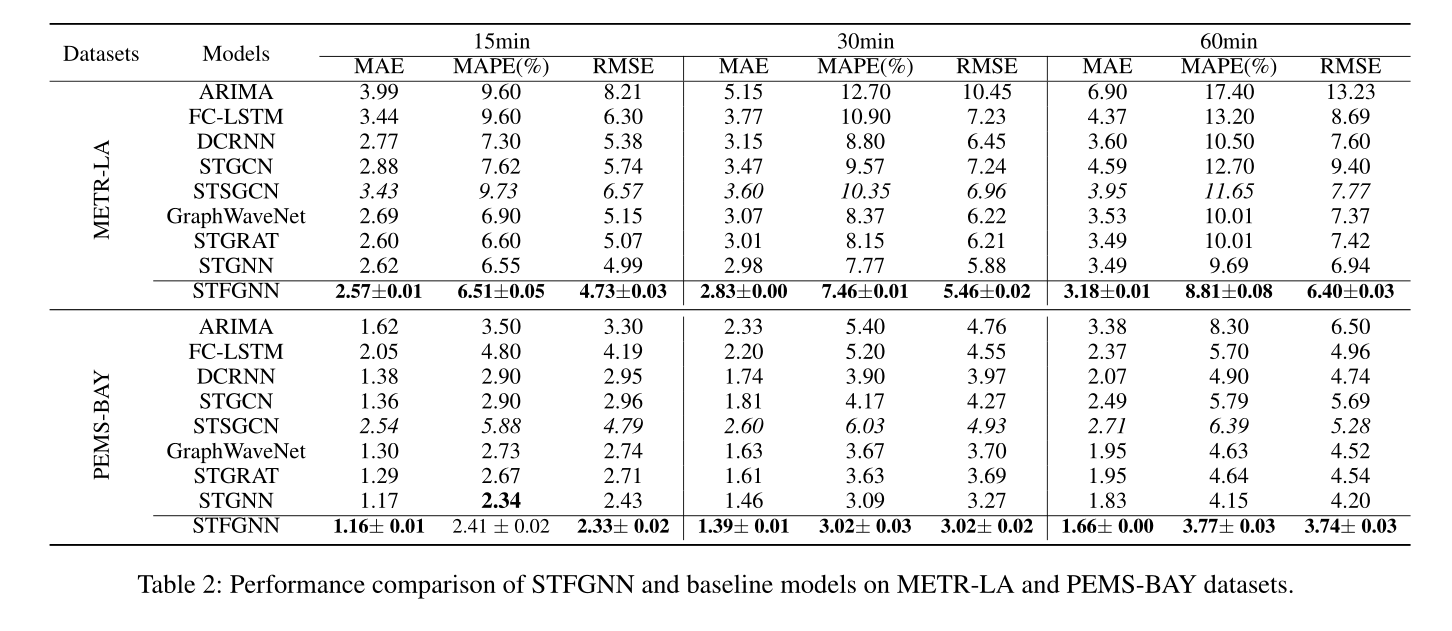 Datasets Models 15min 30min 60min
MAE MAPE(%) RMSE MAE MAPE(%) RMSE MAE MAPE(%) RMSE
METR-LA
ARIMA 3.99 9.60 8.21 5.15 12.70 10.45 6.90 17.40 13.23
FC-LSTM 3.44 9.60 6.30 3.77 10.90 7.23 4.37 13.20 8.69
DCRNN 2.77 7.30 5.38 3.15 8.80 6.45 3.60 10.50 7.60
STGCN 2.88 7.62 5.74 3.47 9.57 7.24 4.59 12.70 9.40
STSGCN 3.43 9.73 6.57 3.60 10.35 6.96 3.95 11.65 7.77
GraphWaveNet 2.69 6.90 5.15 3.07 8.37 6.22 3.53 10.01 7.37
STGRAT 2.60 6.60 5.07 3.01 8.15 6.21 3.49 10.01 7.42
STGNN 2.62 6.55 4.99 2.98 7.77 5.88 3.49 9.69 6.94
STFGNN 2.57±0.01 6.51±0.05 4.73±0.03 2.83±0.00 7.46±0.01 5.46±0.02 3.18±0.01 8.81±0.08 6.40±0.03
PEMS-BAY
ARIMA 1.62 3.50 3.30 2.33 5.40 4.76 3.38 8.30 6.50
FC-LSTM 2.05 4.80 4.19 2.20 5.20 4.55 2.37 5.70 4.96
DCRNN 1.38 2.90 2.95 1.74 3.90 3.97 2.07 4.90 4.74
STGCN 1.36 2.90 2.96 1.81 4.17 4.27 2.49 5.79 5.69
STSGCN 2.54 5.88 4.79 2.60 6.03 4.93 2.71 6.39 5.28
GraphWaveNet 1.30 2.73 2.74 1.63 3.67 3.70 1.95 4.63 4.52
STGRAT 1.29 2.67 2.71 1.61 3.63 3.69 1.95 4.64 4.54
STGNN 1.17 2.34 2.43 1.46 3.09 3.27 1.83 4.15 4.20
STFGNN 1.16± 0.01 2.41 ± 0.02 2.33± 0.02 1.39± 0.01 3.02± 0.03 3.02± 0.02 1.66± 0.00 3.77± 0.03 3.74± 0.03
Table 2: Performance comparison of STFGNN and baseline models on METR-LA and PEMS-BAY datasets.